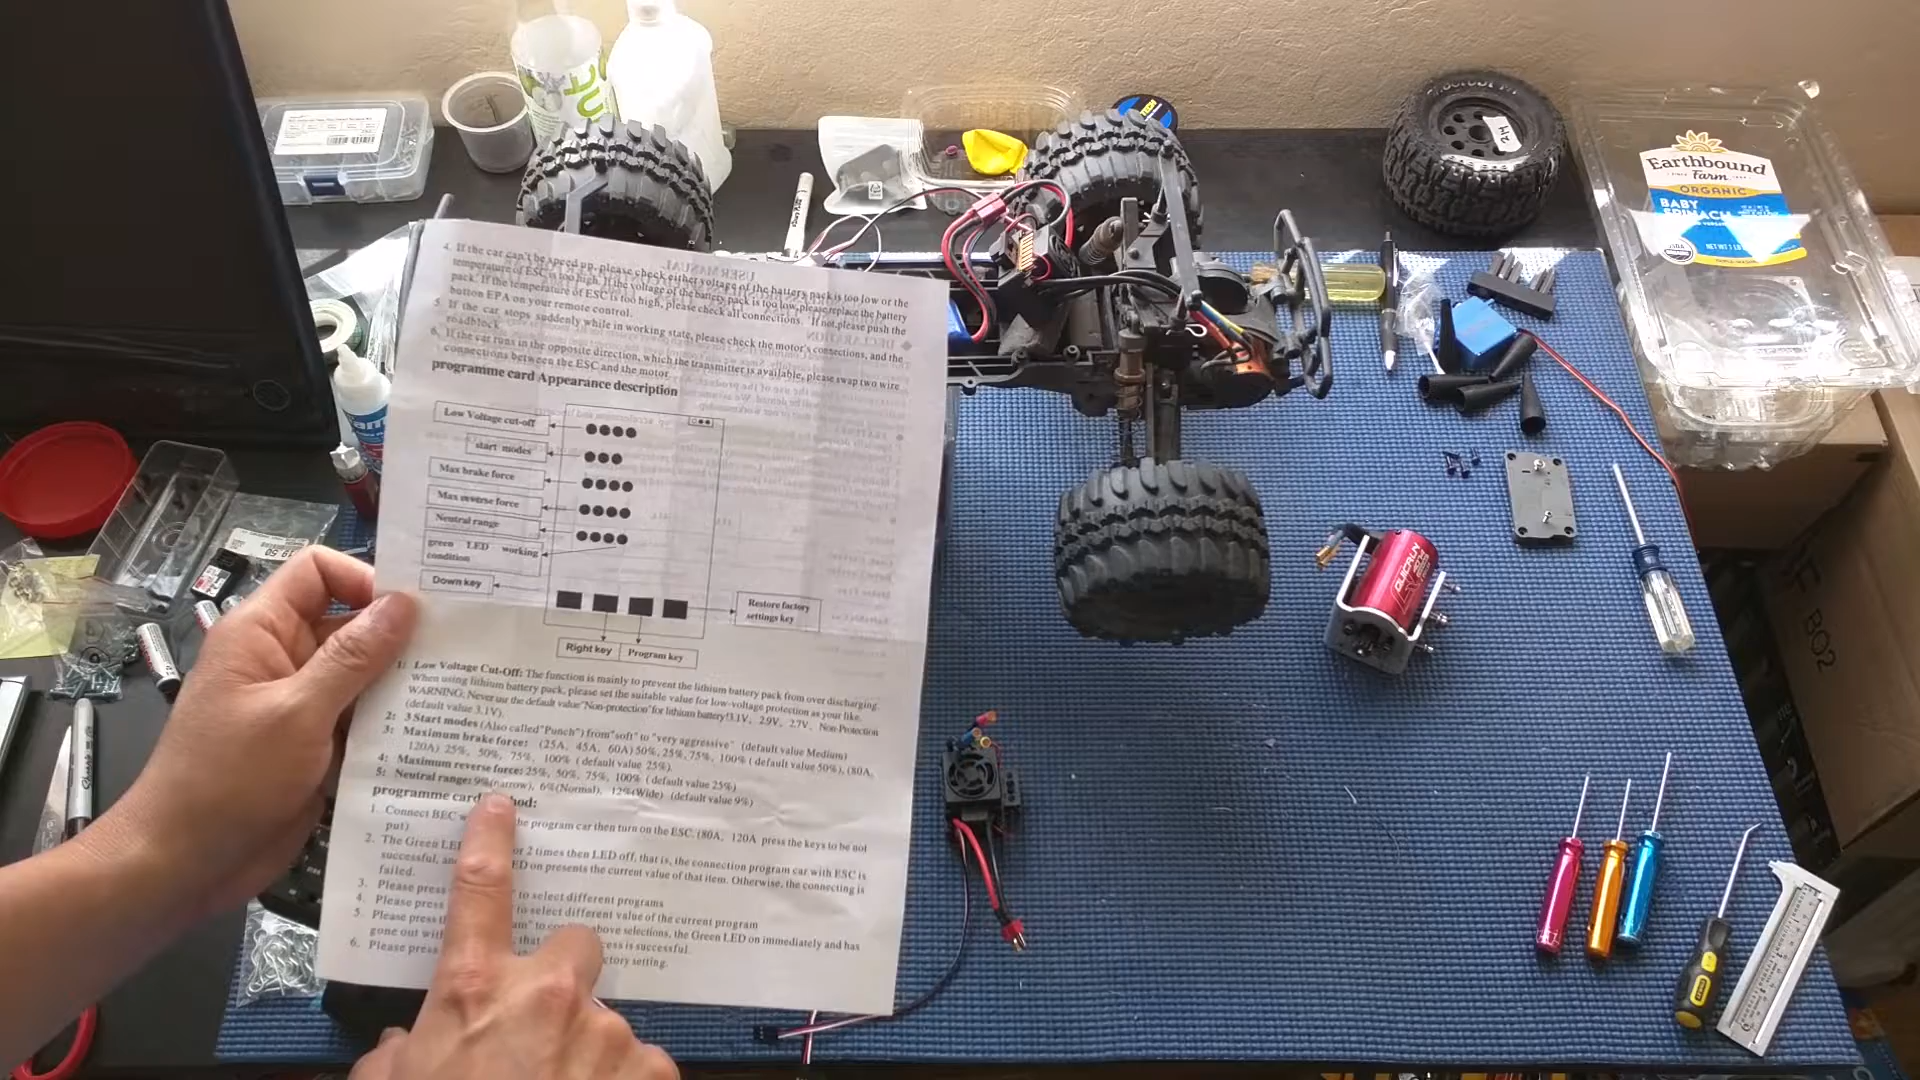 4. If the car can't be speed up, please check either voltage of the battery pack is too low or the
temperature of ESC is too high. If the voltage of the battery pack is too low, please replace the battery
pack. If the temperature of ESC is too high, please check all connections. If not, please push the
button EPA on your remote control.
5. If the car stops suddenly while in working state, please check the motor's connections, and the
roadblock.
6. If the car runs in the opposite direction, which the transmitter is available, please swap two wire
connections between the ESC and the motor.
programme card Appearance description
Low Voltage cut-off
start modes
Max brake force
Max reverse force
Neutral range
green LED working
condition
Down key
Restore factory
settings key
Right key
Program key
1: Low Voltage Cut-Off: The function is mainly to prevent the lithium battery pack from over discharging.
When using lithium battery pack, please set the suitable value for low-voltage protection as your like.
WARNING: Never use the default value "Non-protection" for lithium battery! 3.1V, 2.9V, 2.7V, Non-Protection
(default value 3.1V).
2: 3 Start modes (Also called "Punch") from "soft" to "very aggressive" (default value Medium)
3: Maximum brake force: (25A, 45A, 60A) 50%, 25%, 75%, 100% ( default value 50%), (80A,
120A) 25%, 50%, 75%, 100% ( default value 25%)
4: Maximum reverse force: 25%, 50%, 75%, 100% ( default value 25%)
5: Neutral range: 9%(narrow), 6%(Normal), 12%(Wide) (default value 9%)
programme card
1. Connect BEC the program car then turn on the ESC. (80A, 120A press the keys to be not
put)
2. The Green LED or 2 times then LED off, that is, the connection program car with ESC is
successful, and LED on presents the current value of that item. Otherwise, the connecting is
failed.
3. Please press to select different programs
4. Please press to select different value of the current program
5. Please press above selections, the Green LED on immediately and has
gone out is successful.
6. Please press factory setting.
Earthbound
Farm
ORGANIC
BABY
SPINACH
NET WT 1 LB
QUICRUN
BO2
Sharpie
TECH